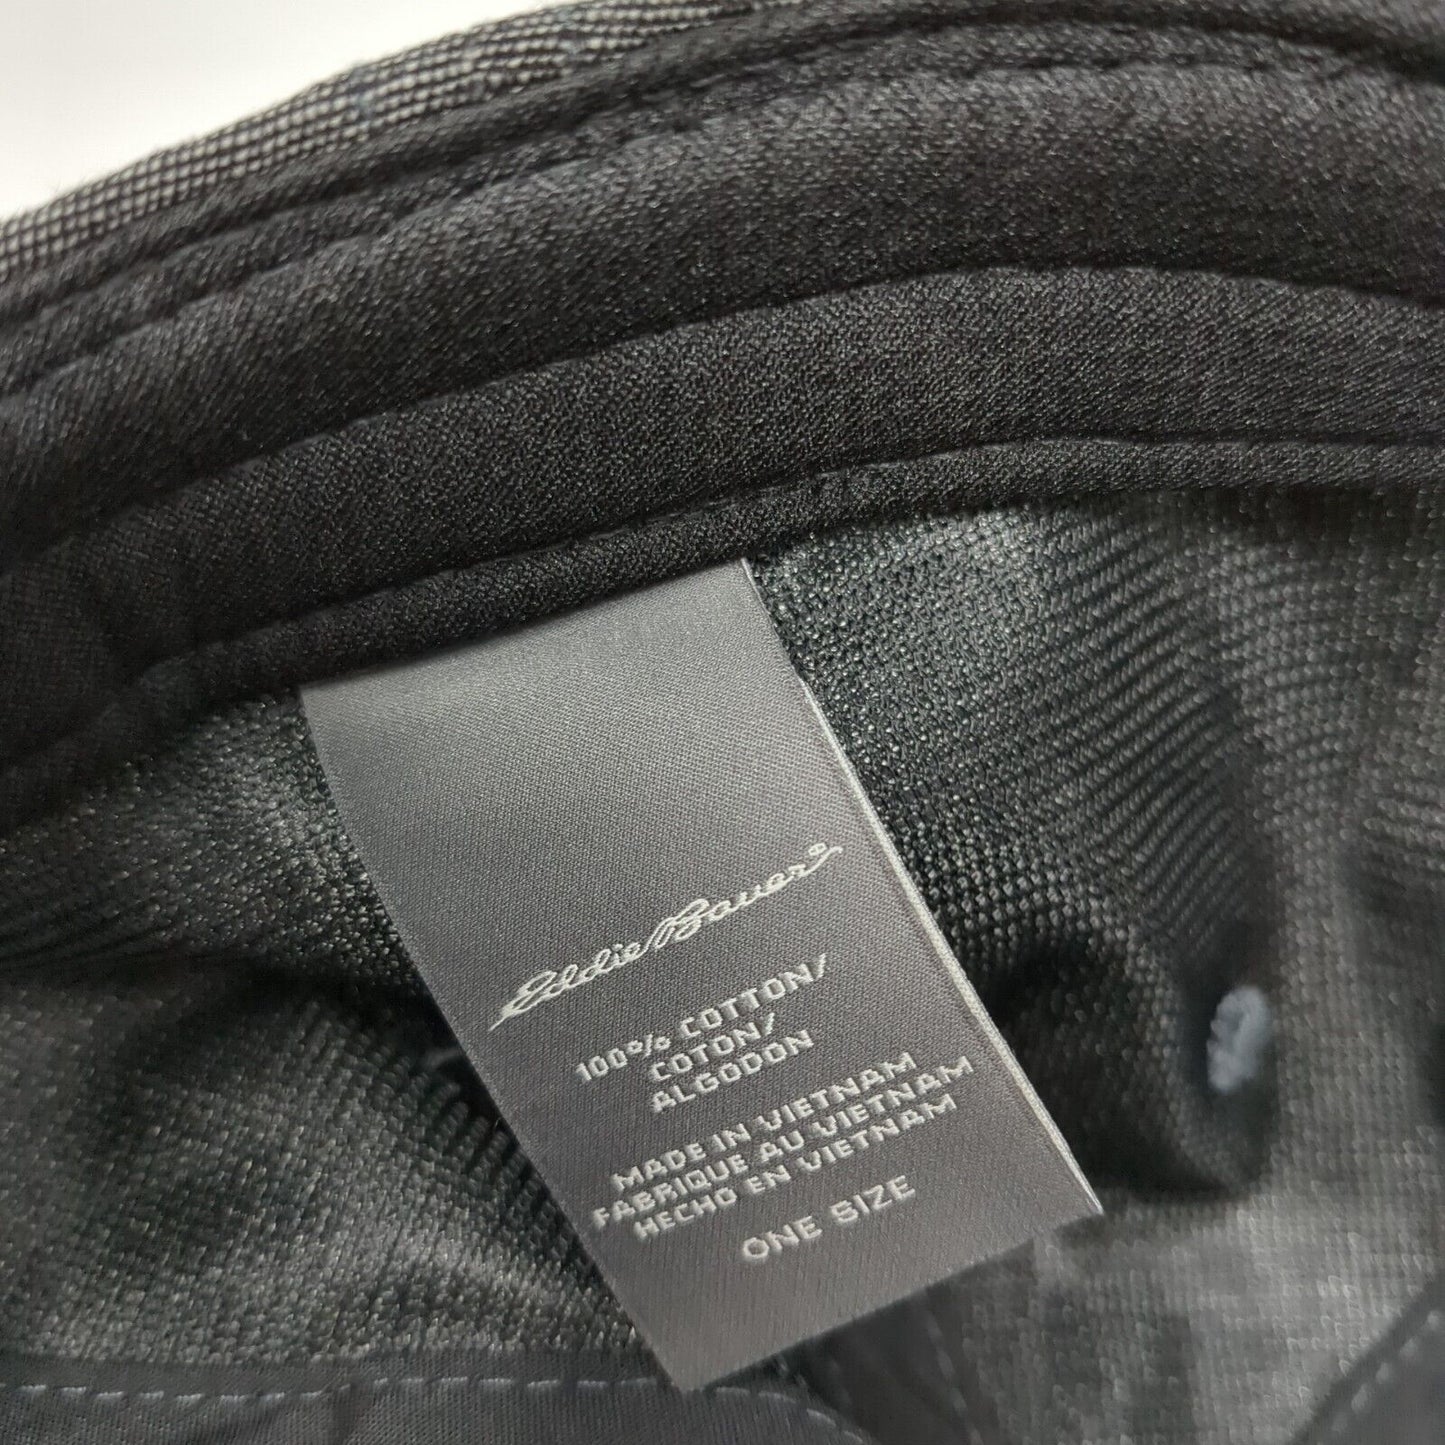 Eddie Bauer®
100% COTTON/
COTON/
ALGODON
MADE IN VIETNAM
FABRIQUE AU VIETNAM
HECHO EN VIETNAM
ONE SIZE